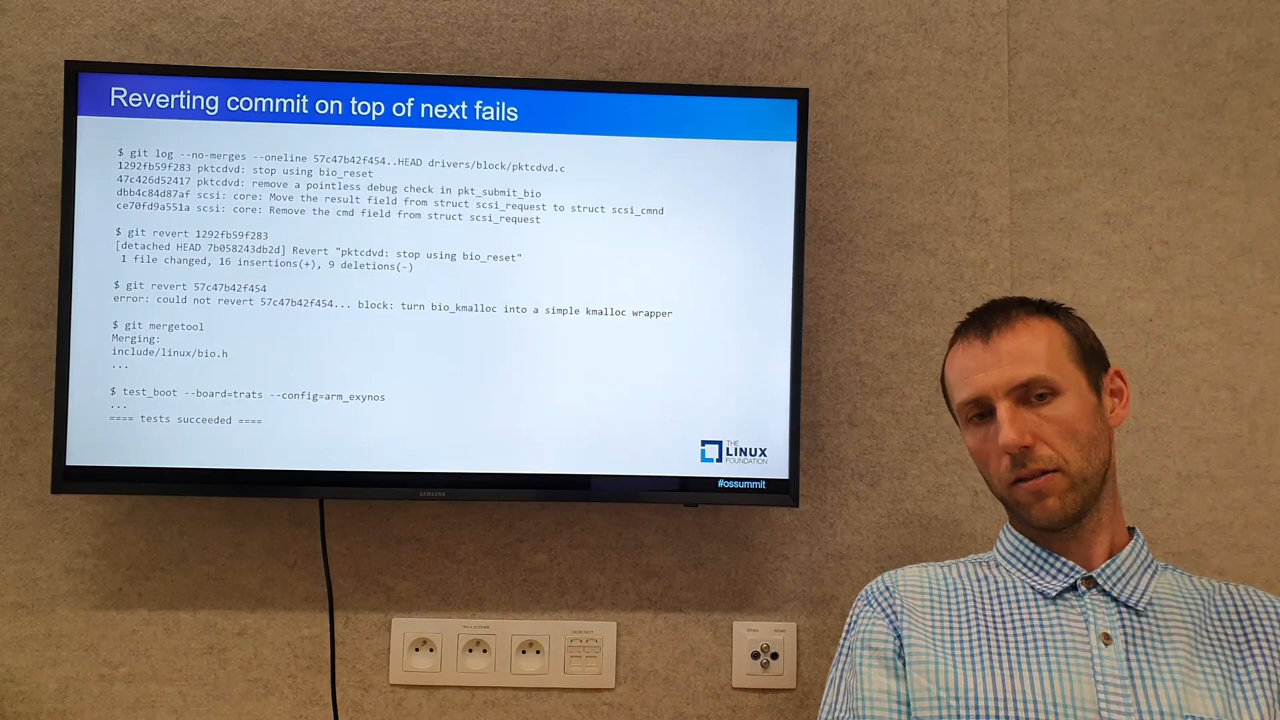 Reverting commit on top of next fails
$ git log --no-merges --oneline 57c47b42f454..HEAD drivers/block/pktcdvd.c
1292fb59f283 pktcdvd: stop using bio_reset
47c426d52417 pktcdvd: remove a pointless debug check in pkt_submit_bio
dbb4c84d87af scsi: core: Move the result field from struct scsi_request to struct scsi_cmnd
ce70fd9a551a scsi: core: Remove the cmd field from struct scsi_request
$ git revert 1292fb59f283
[detached HEAD 7b058243db2d] Revert "pktcdvd: stop using bio_reset"
1 file changed, 16 insertions(+), 9 deletions(-)
$ git revert 57c47b42f454
error: could not revert 57c47b42f454... block: turn bio_kmalloc into a simple kmalloc wrapper
$ git mergetool
Merging:
include/linux/bio.h
...
$ test_boot --board=trats --config=arm_exynos
...
==== tests succeeded ====
THE
LINUX
FOUNDATION
#ossummit
SAMSUNG